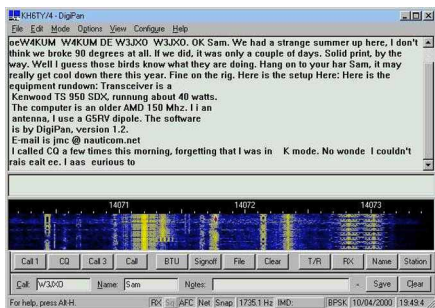 KH6TY/4 - DigiPan
File Edit Mode Options View Configure Help
oeW4KUM W4KUM DE W3JXO W3JXO. OK Sam. We had a strange summer up here, I don't
think we broke 90 degrees at all. If we did, it was only a couple of days. Solid print, by the
way. Well I guess those birds know what they are doing. Hang on to your har Sam, it may
really get cool down there this year. Fine on the rig. Here is the setup Here: Here is the
equipment rundown: Transceiver is a
Kenwood TS 950 SDX, runnung about 40 watts.
The computer is an older AMD 150 Mhz. I i an
antenna, I use a G5RV dipole. The software
is by DigiPan, version 1.2.
E-mail is jmc @ nauticom.net
I called CQ a few times this morning, forgetting that I was in K mode. No wonde I couldn't
rais eait ee. I aas eurious to
14071 14072 14073
Call 1 CQ Call 3 Call BTU Signoff File Clear T/R RX Name Station
Call: W3JXO Name: Sam Notes: Save Clear
For help, press Alt-H. RX Sq AFC Net Snap 1735.1 Hz IMD: BPSK 10/04/2000 19:49:4